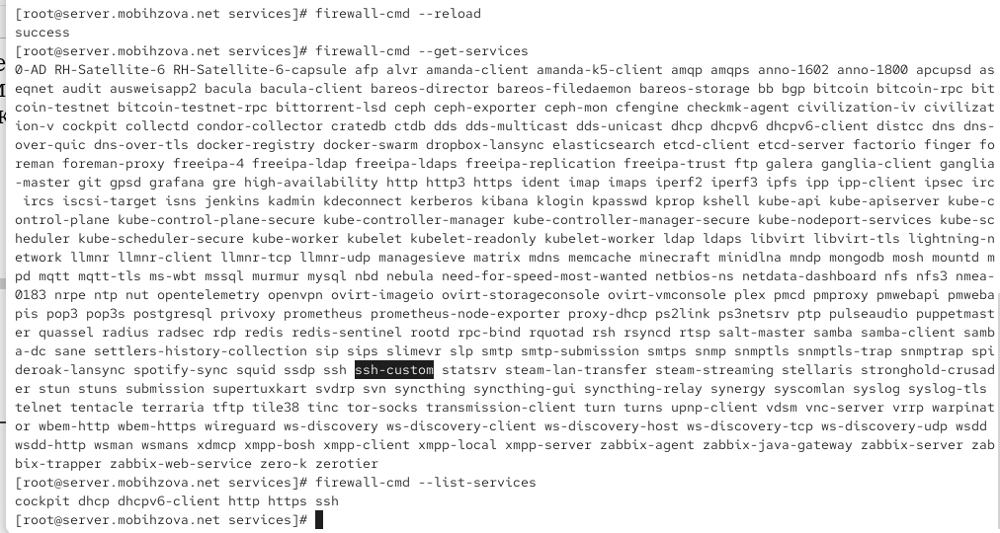 [root@server.mobihzova.net services]# firewall-cmd --reload
success
[root@server.mobihzova.net services]# firewall-cmd --get-services
0-AD RH-Satellite-6 RH-Satellite-6-capsule afp alvr amanda-client amanda-k5-client amqp amqps anno-1602 anno-1800 apcupsd as
eqnet audit ausweisapp2 bacula bacula-client bareos-director bareos-filedaemon bareos-storage bb bgp bitcoin bitcoin-rpc bit
coin-testnet bitcoin-testnet-rpc bittorrent-lsd ceph ceph-exporter ceph-mon cfengine checkmk-agent civilization-iv civilizat
ion-v cockpit collectd condor-collector cratedb ctdb dds dds-multicast dds-unicast dhcp dhcpv6 dhcpv6-client distcc dns dns-
over-quic dns-over-tls docker-registry docker-swarm dropbox-lansync elasticsearch etcd-client etcd-server factorio finger fo
reman foreman-proxy freeipa-4 freeipa-ldap freeipa-ldaps freeipa-replication freeipa-trust ftp galera ganglia-client ganglia
-master git gpsd grafana gre high-availability http http3 https ident imap imaps iperf2 iperf3 ipfs ipp ipp-client ipsec irc
 ircs iscsi-target isns jenkins kadmin kdeconnect kerberos kibana klogin kpasswd kprop kshell kube-api kube-apiserver kube-c
ontrol-plane kube-control-plane-secure kube-controller-manager kube-controller-manager-secure kube-nodeport-services kube-sc
heduler kube-scheduler-secure kube-worker kubelet kubelet-readonly kubelet-worker ldap ldaps libvirt libvirt-tls lightning-n
etwork llmnr llmnr-client llmnr-tcp llmnr-udp managesieve matrix mdns memcache minecraft minidlna mndp mongodb mosh mountd m
pd mqtt mqtt-tls ms-wbt mssql murmur mysql nbd nebula need-for-speed-most-wanted netbios-ns netdata-dashboard nfs nfs3 nmea-
0183 nrpe ntp nut opentelemetry openvpn ovirt-imageio ovirt-storageconsole ovirt-vmconsole plex pmcd pmproxy pmwebapi pmweba
pis pop3 pop3s postgresql privoxy prometheus prometheus-node-exporter proxy-dhcp ps2link ps3netsrv ptp pulseaudio puppetmast
er quassel radius radsec rdp redis redis-sentinel rootd rpc-bind rquotad rsh rsyncd rtsp salt-master samba samba-client samb
a-dc sane settlers-history-collection sip sips slimevr slp smtp smtp-submission smtps snmp snmptls snmptls-trap snmptrap spi
deroak-lansync spotify-sync squid ssdp ssh ssh-custom statsrv steam-lan-transfer steam-streaming stellaris stronghold-crusad
er stun stuns submission supertuxkart svdrp svn syncthing syncthing-gui syncthing-relay synergy syscomlan syslog syslog-tls
telnet tentacle terraria tftp tile38 tinc tor-socks transmission-client turn turns upnp-client vdsm vnc-server vrrp warpinat
or wbem-http wbem-https wireguard ws-discovery ws-discovery-client ws-discovery-host ws-discovery-tcp ws-discovery-udp wsdd
wsdd-http wsman wsmans xdmcp xmpp-bosh xmpp-client xmpp-local xmpp-server zabbix-agent zabbix-java-gateway zabbix-server zab
bix-trapper zabbix-web-service zero-k zerotier
[root@server.mobihzova.net services]# firewall-cmd --list-services
cockpit dhcp dhcpv6-client http https ssh
[root@server.mobihzova.net services]#